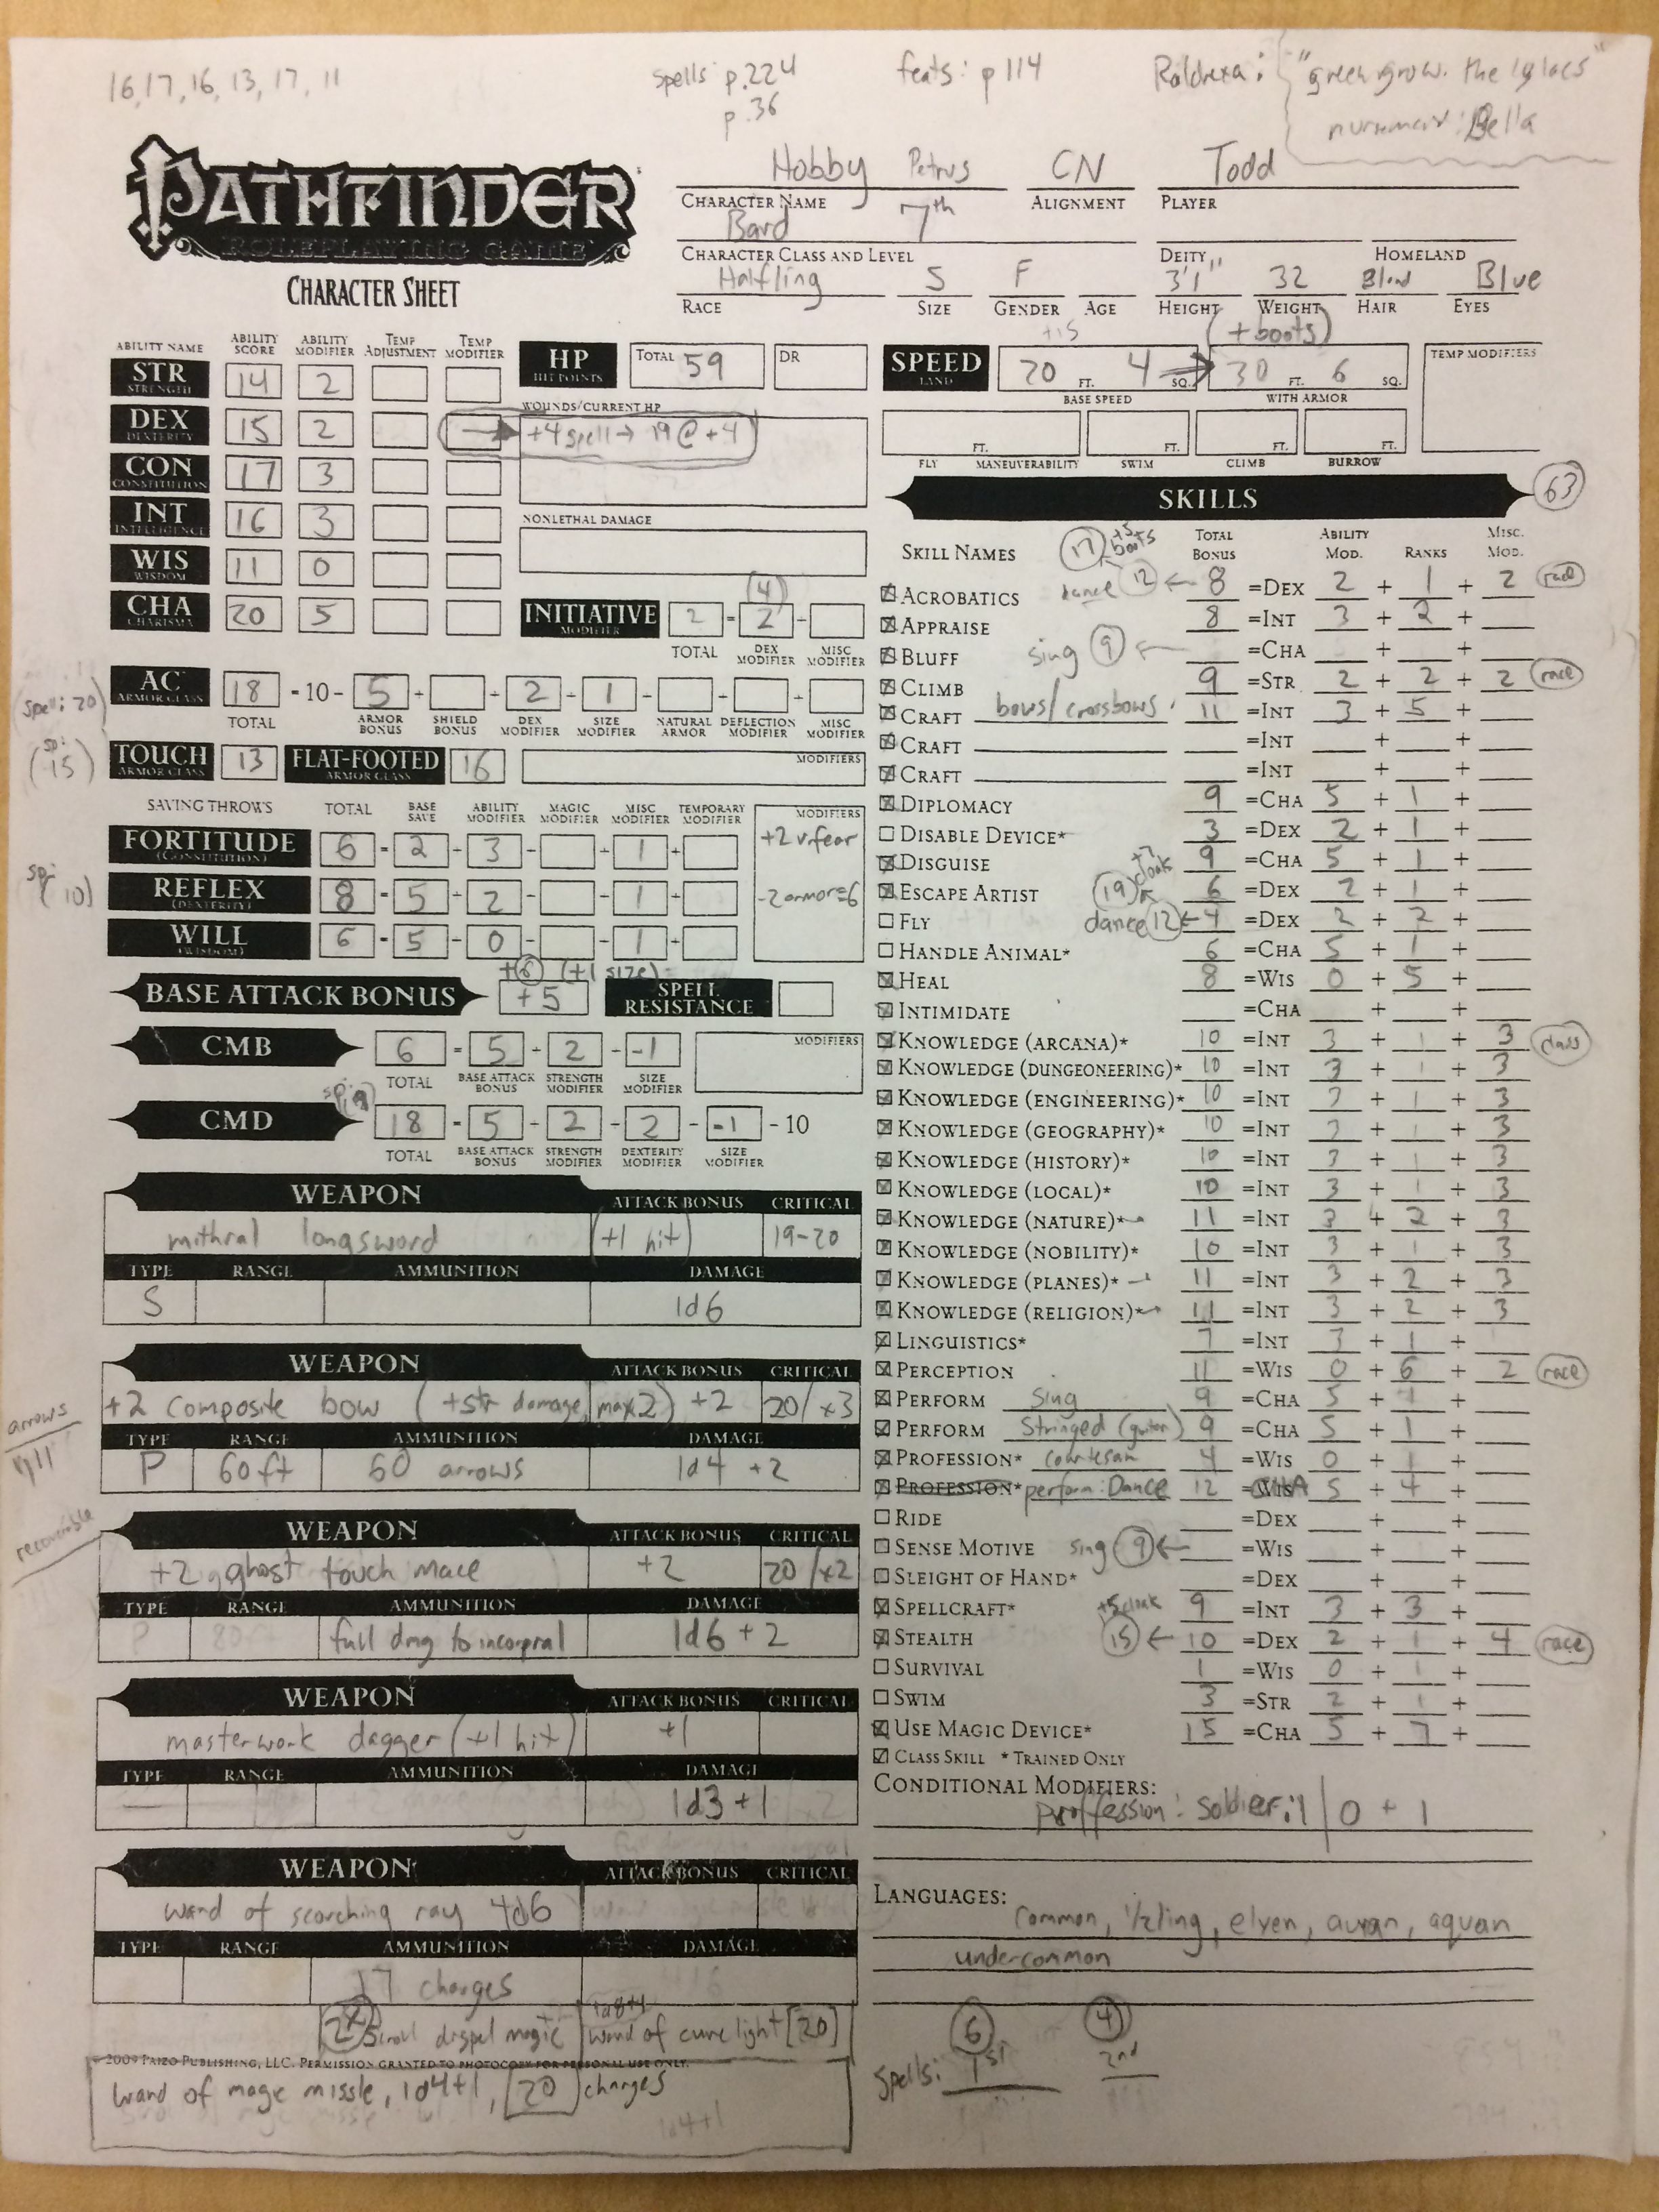 16, 17, 16, 13, 17, 11
spells: p.224 feats: p 114
p.36
"green grow the lylacs"
Bella
PATHFINDER
ROLEPLAYING GAME
CHARACTER SHEET
Hobby Petrus CN Todd
CHARACTER NAME ALIGNMENT PLAYER
Bard 7th
CHARACTER CLASS AND LEVEL DEITY HOMELAND
Halfling S F 3'1" 32 Blond Blue
RACE SIZE GENDER AGE HEIGHT WEIGHT HAIR EYES
ABILITY NAME ABILITY SCORE ABILITY MODIFIER TEMP ADJUSTMENT TEMP MODIFIER
STR STRENGTH 14 2
DEX DEXTERITY 15 2
CON CONSTITUTION 17 3
INT INTELLIGENCE 16 3
WIS WISDOM 11 0
CHA CHARISMA 20 5
HP HIT POINTS TOTAL 59 DR
WOUNDS/CURRENT HP
+4 spell → 19 @ +4
NONLETHAL DAMAGE
(4)
INITIATIVE MODIFIER 2 = 2
TOTAL DEX MODIFIER MISC MODIFIER
+15 (+boots)
SPEED LAND 20 FT. 4 SQ. → 30 FT. 6 SQ.
BASE SPEED WITH ARMOR
TEMP MODIFIERS
FT. FT. FT. FT.
FLY MANEUVERABILITY SWIM CLIMB BURROW
(spell: 20)
AC ARMOR CLASS 18 -10- 5 + + 2 + 1
TOTAL ARMOR BONUS SHIELD BONUS DEX MODIFIER SIZE MODIFIER NATURAL ARMOR DEFLECTION MODIFIER MISC MODIFIER
(sp: 15)
TOUCH ARMOR CLASS 13 FLAT-FOOTED ARMOR CLASS 16 MODIFIERS
SAVING THROWS TOTAL BASE SAVE ABILITY MODIFIER MAGIC MODIFIER MISC MODIFIER TEMPORARY MODIFIER MODIFIERS
FORTITUDE (CONSTITUTION) 6 2 3 1 +2 v. fear
REFLEX (DEXTERITY) 8 5 2 1 -2 armor=6
sp: 10
WILL (WISDOM) 6 5 0 1
+6 (+1 size)
BASE ATTACK BONUS +5 SPELL RESISTANCE
CMB 6 = 5 2 -1 MODIFIERS
TOTAL BASE ATTACK BONUS STRENGTH MODIFIER SIZE MODIFIER
CMD 18 5 2 2 -1 - 10
TOTAL BASE ATTACK BONUS STRENGTH MODIFIER DEXTERITY MODIFIER SIZE MODIFIER
WEAPON ATTACK BONUS CRITICAL
mithral longsword (+1 hit) 19-20
TYPE RANGE AMMUNITION DAMAGE
S 1d6
WEAPON ATTACK BONUS CRITICAL
+2 composite bow (+str damage, max 2) +2 20/x3
arrows
TYPE RANGE AMMUNITION DAMAGE
P 60 ft 60 arrows 1d4 +2
recoverable
WEAPON ATTACK BONUS CRITICAL
+2 ghost touch mace +2 20/x2
TYPE RANGE AMMUNITION DAMAGE
full dmg to incorpral 1d6 + 2
WEAPON ATTACK BONUS CRITICAL
masterwork dagger (+1 hit) +1
TYPE RANGE AMMUNITION DAMAGE
— 1d3 +1
WEAPON ATTACK BONUS CRITICAL
wand of scorching ray 4d6
TYPE RANGE AMMUNITION DAMAGE
17 charges
scroll dispel magic 1d8+1 wand of cure light [20]
© 2009 PAIZO PUBLISHING, LLC. PERMISSION GRANTED TO PHOTOCOPY FOR PERSONAL USE ONLY.
wand of mage missle, 1d4+1, 20 charges
SKILLS 63
SKILL NAMES TOTAL BONUS ABILITY MOD. RANKS MISC. MOD.
17 +5 boots
ACROBATICS dance 12 ← 8 =DEX 2 + 1 + 2 race
APPRAISE 8 =INT 3 + 2 +
BLUFF sing 9 ← =CHA + +
CLIMB 9 =STR 2 + 2 + 2 race
CRAFT bows/crossbows 11 =INT 3 + 5 +
CRAFT =INT + +
CRAFT =INT + +
DIPLOMACY 9 =CHA 5 + 1 +
DISABLE DEVICE* 3 =DEX 2 + 1 +
DISGUISE 9 =CHA 5 + 1 +
ESCAPE ARTIST 19 cloak 6 =DEX 2 + 1 +
FLY dance 12 ← 4 =DEX 2 + 2 +
HANDLE ANIMAL* 6 =CHA 5 + 1 +
HEAL 8 =WIS 0 + 5 +
INTIMIDATE =CHA + +
KNOWLEDGE (ARCANA)* 10 =INT 3 + 1 + 3 class
KNOWLEDGE (DUNGEONEERING)* 10 =INT 3 + 1 + 3
KNOWLEDGE (ENGINEERING)* 10 =INT 3 + 1 + 3
KNOWLEDGE (GEOGRAPHY)* 10 =INT 3 + 1 + 3
KNOWLEDGE (HISTORY)* 10 =INT 3 + 1 + 3
KNOWLEDGE (LOCAL)* 10 =INT 3 + 1 + 3
KNOWLEDGE (NATURE)* 11 =INT 3 + 2 + 3
KNOWLEDGE (NOBILITY)* 10 =INT 3 + 1 + 3
KNOWLEDGE (PLANES)* 11 =INT 3 + 2 + 3
KNOWLEDGE (RELIGION)* 11 =INT 3 + 2 + 3
LINGUISTICS* 7 =INT 3 + 1 +
PERCEPTION 11 =WIS 0 + 6 + 2 race
PERFORM Sing 9 =CHA 5 + 1 +
PERFORM Stringed (guitar) 9 =CHA 5 + 1 +
PROFESSION* courtesan 4 =WIS 0 + 1 +
PROFESSION* perform: Dance 12 CHA 5 + 4 +
RIDE =DEX + +
SENSE MOTIVE sing 9 ← =WIS + +
SLEIGHT OF HAND* =DEX + +
SPELLCRAFT* 9 =INT 3 + 3 +
STEALTH +5 cloak 15 ← 10 =DEX 2 + 1 + 4 race
SURVIVAL 1 =WIS 0 + 1 +
SWIM 3 =STR 2 + 1 +
USE MAGIC DEVICE* 15 =CHA 5 + 7 +
CLASS SKILL * TRAINED ONLY
CONDITIONAL MODIFIERS:
proffession: soldier: 1 | 0 + 1
LANGUAGES:
common, 1/2ling, elven, auran, aquan
undercommon
6 4
spells: 1st 2nd